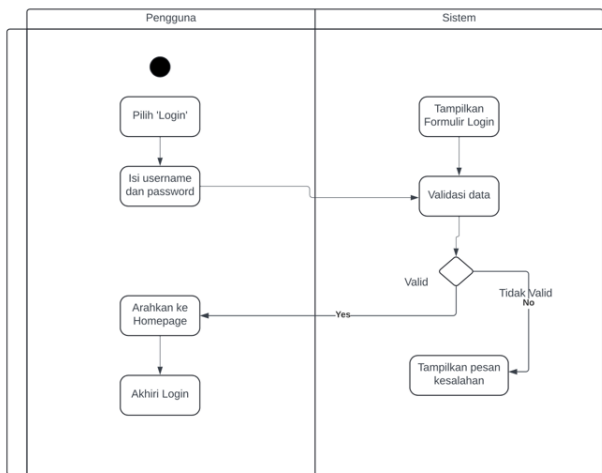 Pengguna
Sistem
Pilih 'Login'
Tampilkan
Formulir Login
Isi username
dan password
Validasi data
Valid
Tidak Valid
No
Arahkan ke
Homepage
Yes
Tampilkan pesan
kesalahan
Akhiri Login